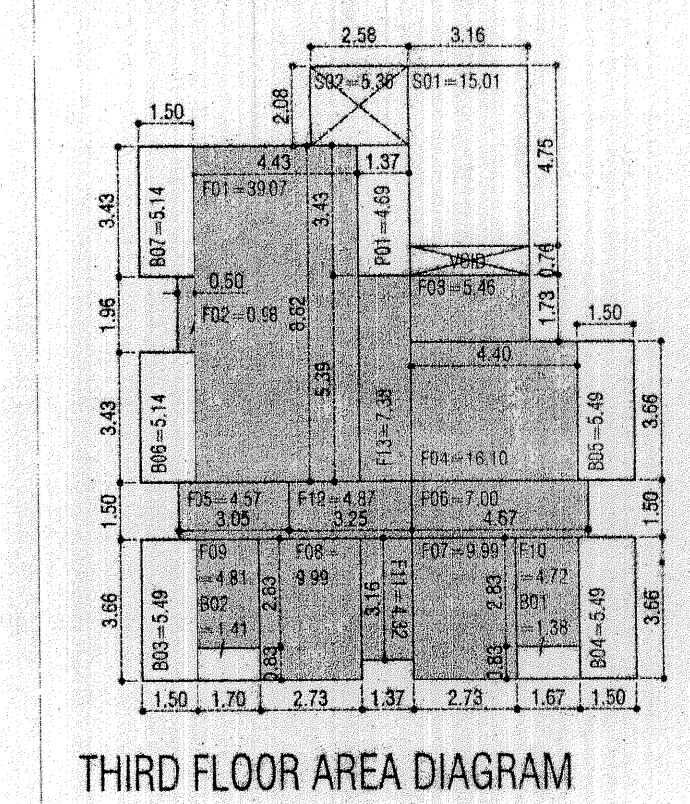 2.58 3.16
S02=5.36 S01=15.01
2.08
1.50
4.75
4.43 1.37
F01=39.07
3.43
B07=5.14
3.43
P01=4.69
VOID
0.76
0.50
F03=5.46
1.96
F02=0.98
8.82
1.73
1.50
4.40
5.39
3.43
B06=5.14
F13=7.38
F04=16.10
B05=5.49
3.66
F05=4.57 F12=4.87 F06=7.00
1.50
3.05 3.25 4.67
1.50
F09
=4.81
B02
=1.41
F08=
9.99
F07=9.99
F10
=4.72
B01
=1.38
3.66
B03=5.49
2.83
0.83
3.16
F11=4.32
2.83
0.83
B04=5.49
3.66
1.50 1.70 2.73 1.37 2.73 1.67 1.50
THIRD FLOOR AREA DIAGRAM